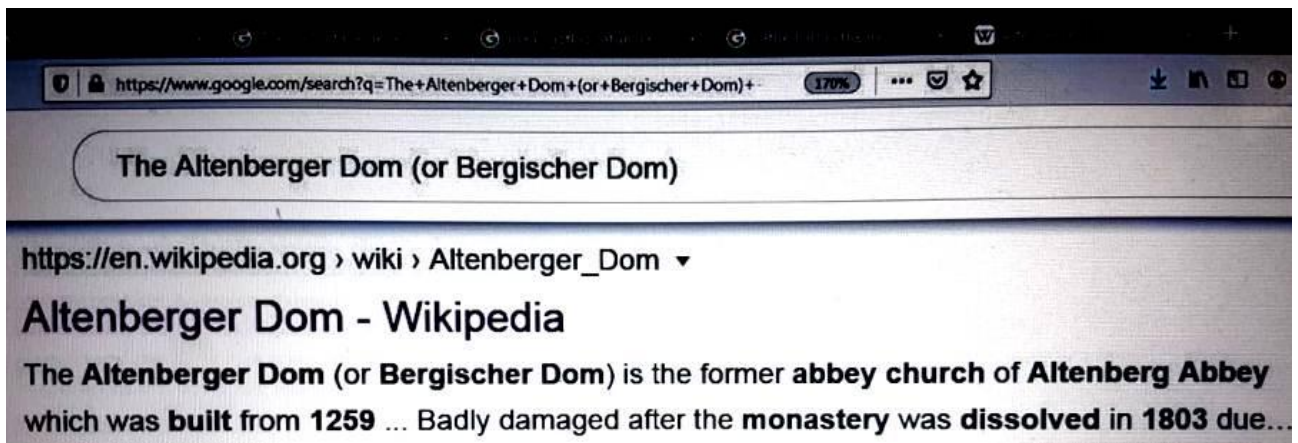 https://www.google.com/search?q=The+Altenberger+Dom+(or+Bergischer+Dom)+ 170%
The Altenberger Dom (or Bergischer Dom)
https://en.wikipedia.org › wiki › Altenberger_Dom
Altenberger Dom - Wikipedia
The Altenberger Dom (or Bergischer Dom) is the former abbey church of Altenberg Abbey
which was built from 1259 ... Badly damaged after the monastery was dissolved in 1803 due...